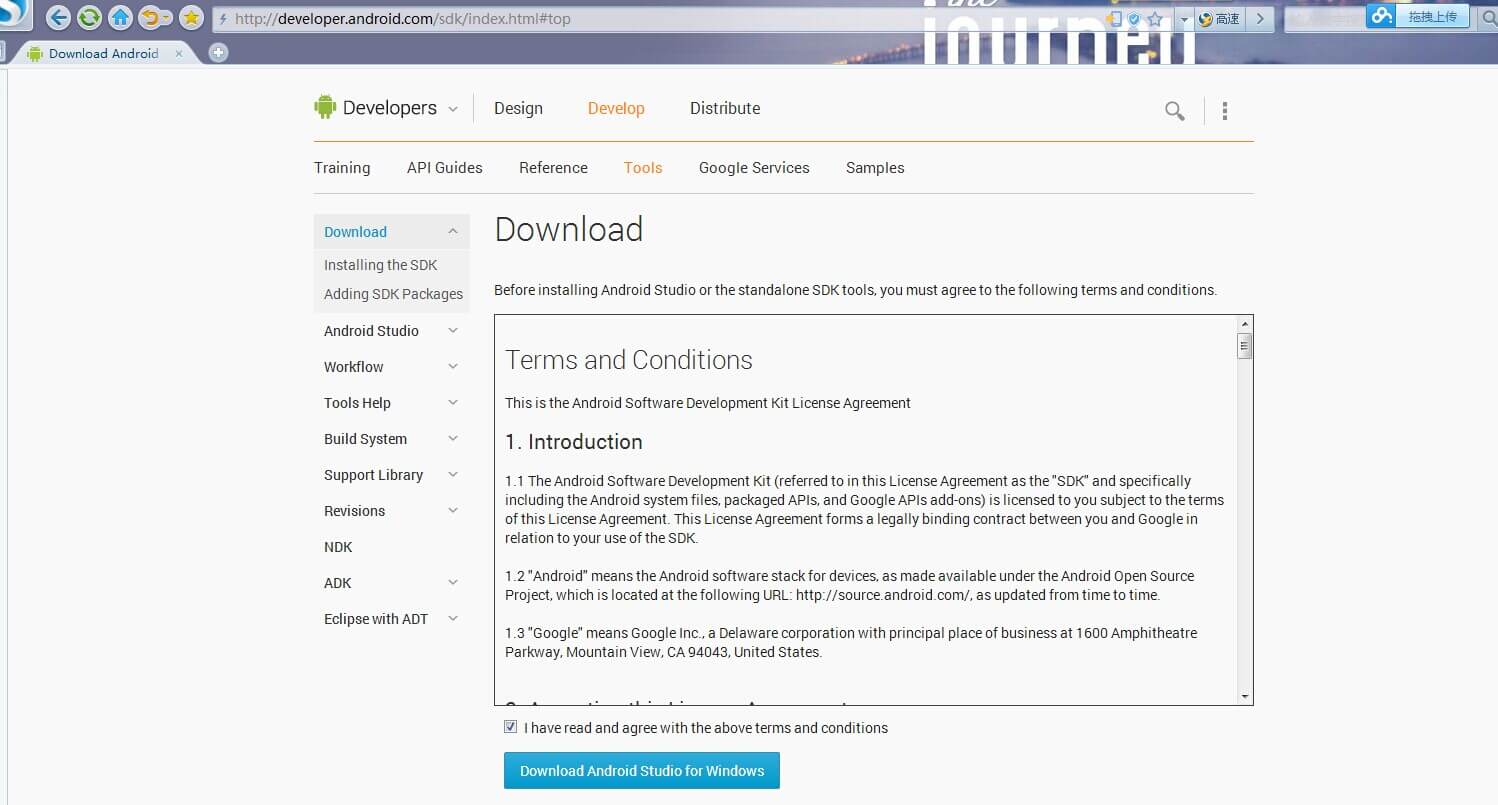 http://developer.android.com/sdk/index.html#top
高速
拖拽上传
Download Android
Developers
Design
Develop
Distribute
Training
API Guides
Reference
Tools
Google Services
Samples
Download
Installing the SDK
Adding SDK Packages
Android Studio
Workflow
Tools Help
Build System
Support Library
Revisions
NDK
ADK
Eclipse with ADT
Download
Before installing Android Studio or the standalone SDK tools, you must agree to the following terms and conditions.
Terms and Conditions
This is the Android Software Development Kit License Agreement
1. Introduction
1.1 The Android Software Development Kit (referred to in this License Agreement as the "SDK" and specifically
including the Android system files, packaged APIs, and Google APIs add-ons) is licensed to you subject to the terms
of this License Agreement. This License Agreement forms a legally binding contract between you and Google in
relation to your use of the SDK.
1.2 "Android" means the Android software stack for devices, as made available under the Android Open Source
Project, which is located at the following URL: http://source.android.com/, as updated from time to time.
1.3 "Google" means Google Inc., a Delaware corporation with principal place of business at 1600 Amphitheatre
Parkway, Mountain View, CA 94043, United States.
I have read and agree with the above terms and conditions
Download Android Studio for Windows